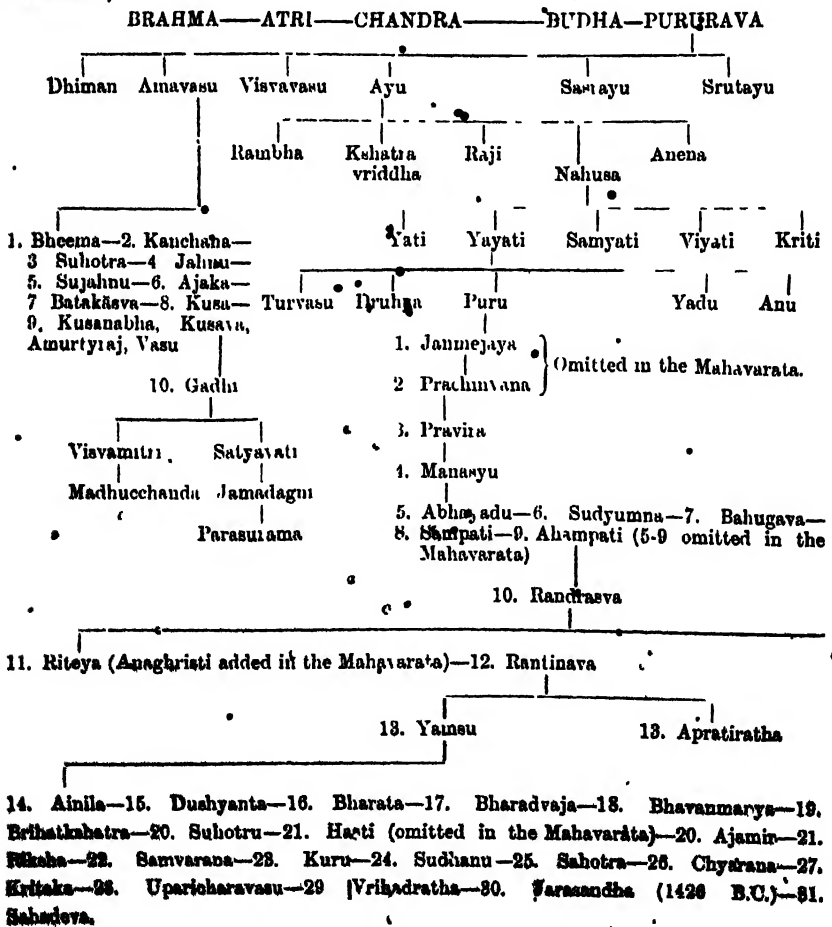 BRAHMA——ATRI——CHANDRA———BUDHA—PURURAVA
Dhiman Amavasu Visvavasu Ayu Satayu Srutayu
Rambha Kshatra Raji Nahusa Anena
vriddha
1. Bheema—2. Kanchana— Yati Yayati Samyati Viyati Kriti
3 Suhotra—4 Jahnu—
5. Sujahnu—6. Ajaka—
7 Batakasva—8. Kusa— Turvasu Druhya Puru Yadu Anu
9. Kusanabha, Kusava,
Amurtyraj, Vasu
1. Janmejaya
Omitted in the Mahavarata.
10. Gadhi 2 Prachinvana
3. Pravira
Visvamitri. Satyavati
4. Manasyu
Madhucchanda Jamadagni
5. Abhayadu—6. Sudyumna—7. Bahugava—
Parasurama 8. Sampati—9. Ahampati (5-9 omitted in the
Mahavarata)
10. Randrasva
11. Riteya (Anaghristi added in the Mahavarata)—12. Rantinava
13. Yamsu 13. Apratiratha
14. Ainila—15. Dushyanta—16. Bharata—17. Bharadvaja—18. Bhavanmanya—19.
Brihatkshatra—20. Suhotru—21. Hasti (omitted in the Mahavarata)—20. Ajamir—21.
Riksha—22. Samvarana—23. Kuru—24. Sudhanu—25. Sahotra—26. Chyavana—27.
Kritaka—28. Uparicharavasu—29 Vrihadratha—30. Jarasandha (1426 B.C.)—31.
Sahadeva.